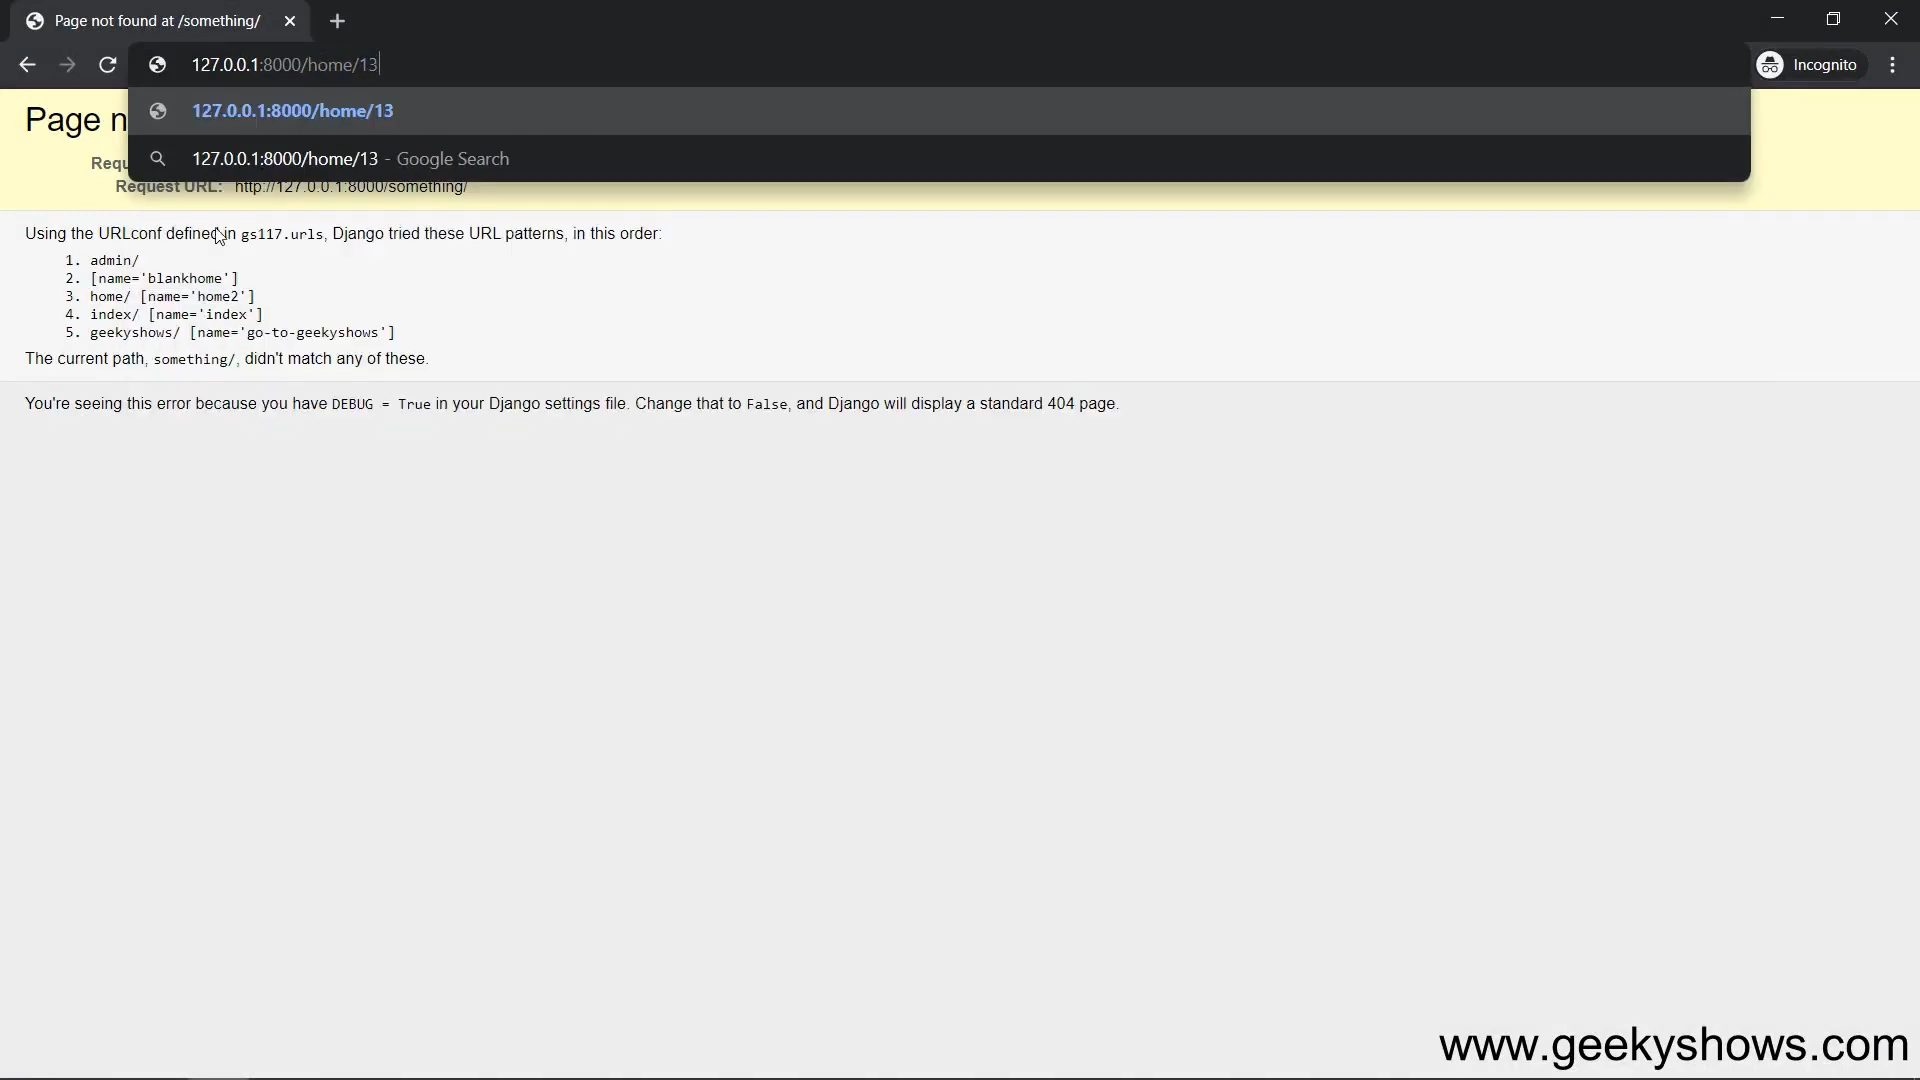 Page not found at /something/
127.0.0.1:8000/home/13
Incognito
127.0.0.1:8000/home/13
127.0.0.1:8000/home/13 - Google Search
Page n
Requ
Request URL: http://127.0.0.1:8000/something/
Using the URLconf defined in gs117.urls, Django tried these URL patterns, in this order:
1. admin/
2. [name='blankhome']
3. home/ [name='home2']
4. index/ [name='index']
5. geekyshows/ [name='go-to-geekyshows']
The current path, something/, didn't match any of these.
You're seeing this error because you have DEBUG = True in your Django settings file. Change that to False, and Django will display a standard 404 page.
www.geekyshows.com